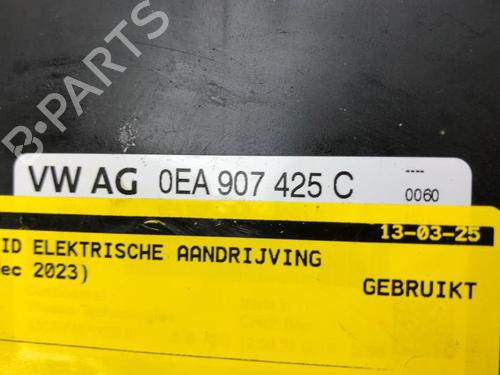 B-PARTS
VW AG 0EA 907 425 C ----
0060
13-03-25
ID ELEKTRISCHE AANDRIJVING
ec 2023)
GEBRUIKT